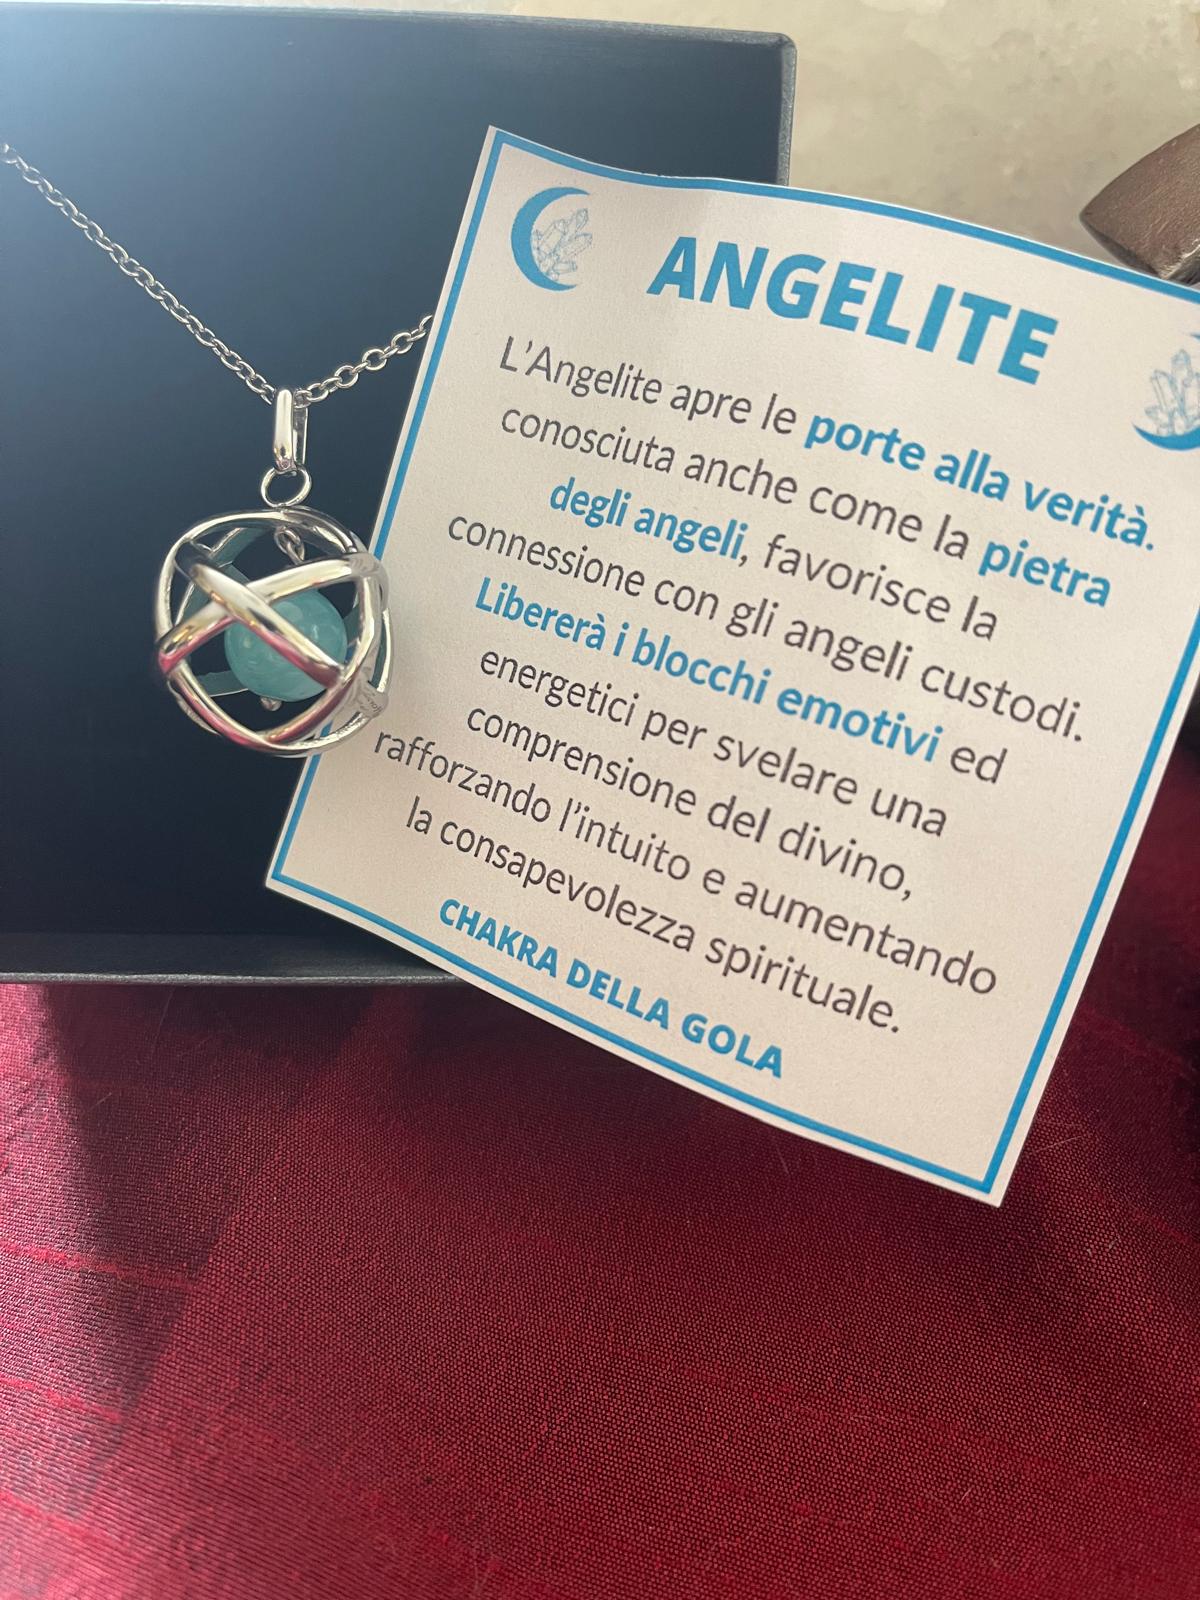 ANGELITE
L'Angelite apre le porte alla verità.
conosciuta anche come la pietra
degli angeli, favorisce la
connessione con gli angeli custodi.
Libererà i blocchi emotivi ed
energetici per svelare una
comprensione del divino,
rafforzando l'intuito e aumentando
la consapevolezza spirituale.
CHAKRA DELLA GOLA